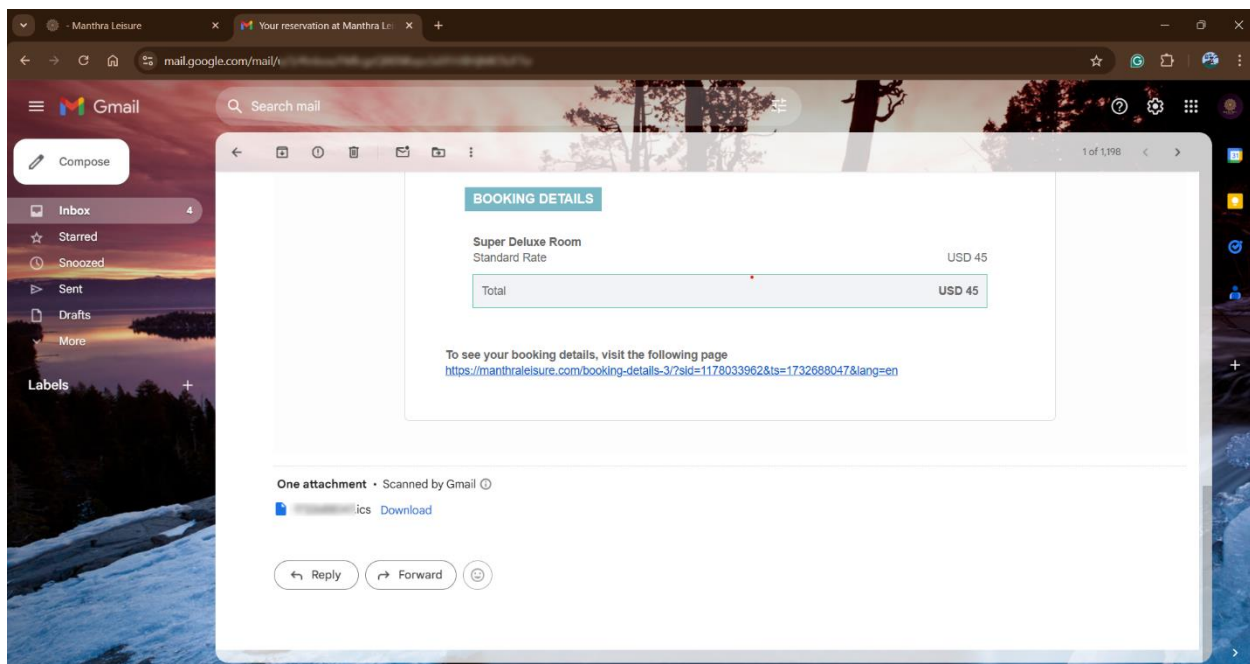 - Manthra Leisure
Your reservation at Manthra Lei
mail.google.com/mail/
Gmail
Search mail
Compose
1 of 1,198
Inbox 4
Starred
Snoozed
Sent
Drafts
More
Labels
BOOKING DETAILS
Super Deluxe Room
Standard Rate USD 45
Total USD 45
To see your booking details, visit the following page
https://manthraleisure.com/booking-details-3/?sid=1178033962&ts=1732688047&lang=en
One attachment • Scanned by Gmail
.ics Download
Reply
Forward